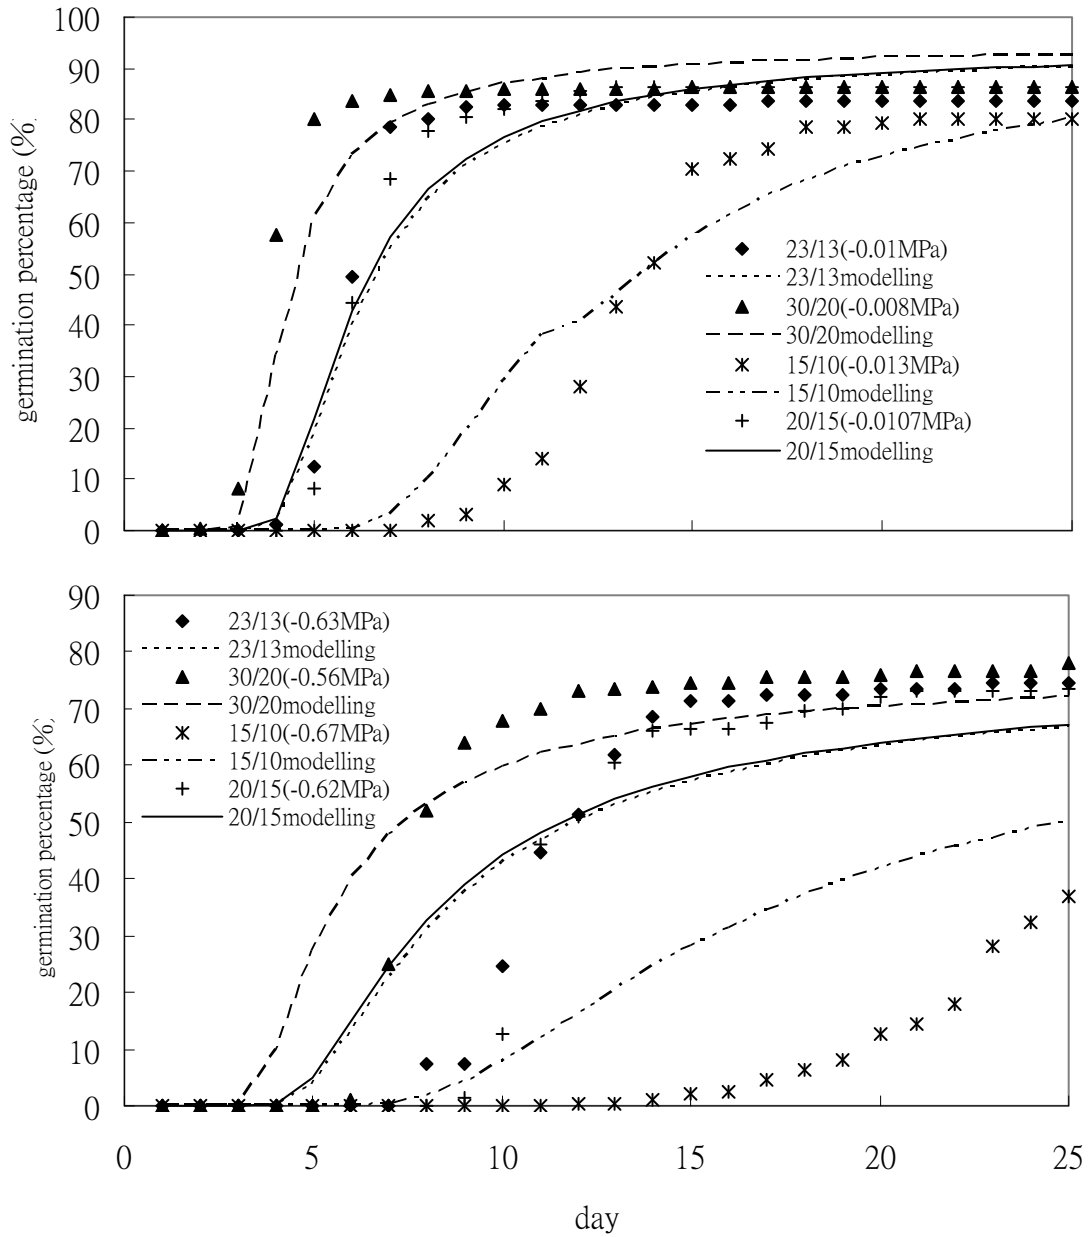 100
90
80
70
60
50
40
30
20
10
0
germination percentage (%)
23/13(-0.01MPa)
23/13modelling
30/20(-0.008MPa)
30/20modelling
15/10(-0.013MPa)
15/10modelling
20/15(-0.0107MPa)
20/15modelling
90
80
70
60
50
40
30
20
10
0
germination percentage (%)
23/13(-0.63MPa)
23/13modelling
30/20(-0.56MPa)
30/20modelling
15/10(-0.67MPa)
15/10modelling
20/15(-0.62MPa)
20/15modelling
0 5 10 15 20 25
day